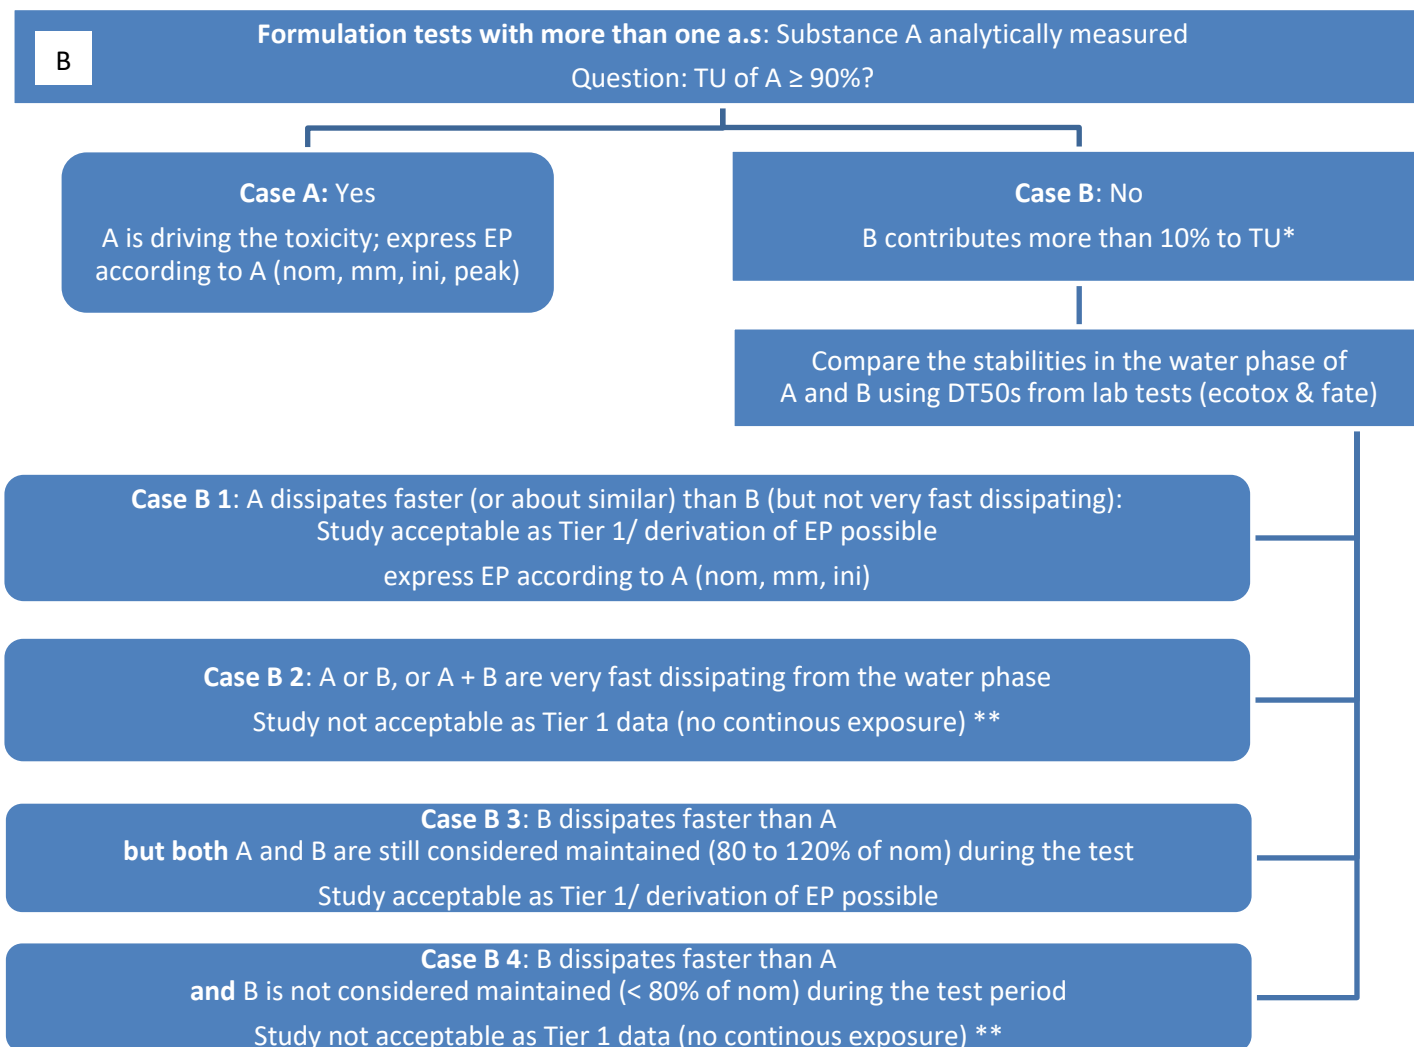 B
Formulation tests with more than one a.s: Substance A analytically measured
Question: TU of A ≥ 90%?
Case A: Yes
A is driving the toxicity; express EP
according to A (nom, mm, ini, peak)
Case B: No
B contributes more than 10% to TU*
Compare the stabilities in the water phase of
A and B using DT50s from lab tests (ecotox & fate)
Case B 1: A dissipates faster (or about similar) than B (but not very fast dissipating):
Study acceptable as Tier 1/ derivation of EP possible
express EP according to A (nom, mm, ini)
Case B 2: A or B, or A + B are very fast dissipating from the water phase
Study not acceptable as Tier 1 data (no continous exposure) **
Case B 3: B dissipates faster than A
but both A and B are still considered maintained (80 to 120% of nom) during the test
Study acceptable as Tier 1/ derivation of EP possible
Case B 4: B dissipates faster than A
and B is not considered maintained (< 80% of nom) during the test period
Study not acceptable as Tier 1 data (no continous exposure) **